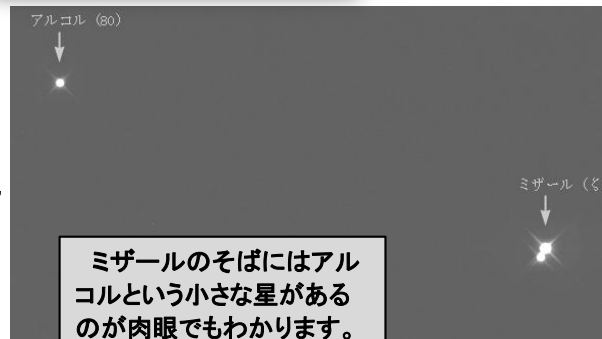 アルコル (80)
ミザール (ζ
ミザールのそばにはアル
コルという小さな星がある
のが肉眼でもわかります。